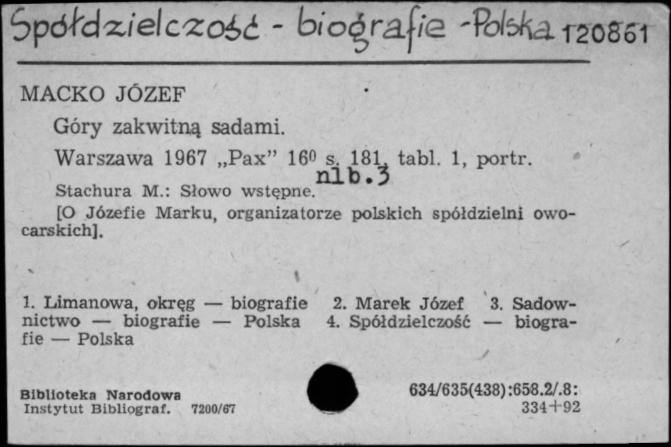 Spółdzielczość - biografie - Polska 120861
MACKO JÓZEF
Góry zakwitną sadami.
Warszawa 1967 „Pax” 16⁰ s. 181, tabl. 1, portr.
nlb.3
Stachura M.: Słowo wstępne.
[O Józefie Marku, organizatorze polskich spółdzielni owo-
carskich].
1. Limanowa, okręg — biografie 2. Marek Józef 3. Sadow-
nictwo — biografie — Polska 4. Spółdzielczość — biogra-
fie — Polska
Biblioteka Narodowa 634/635(438):658.2/.8:
Instytut Bibliograf. 7200/67 334+92